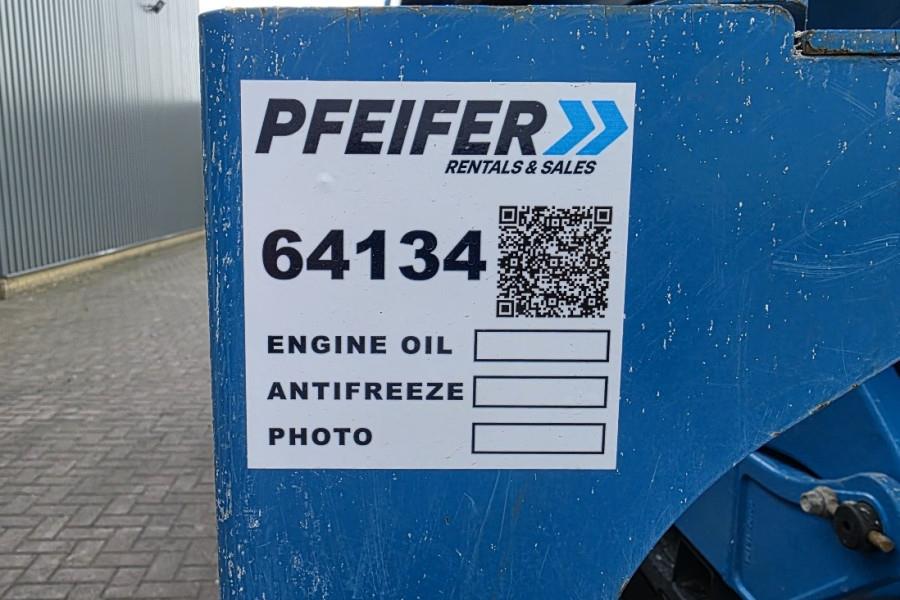 PFEIFER
RENTALS & SALES
64134
ENGINE OIL
ANTIFREEZE
PHOTO